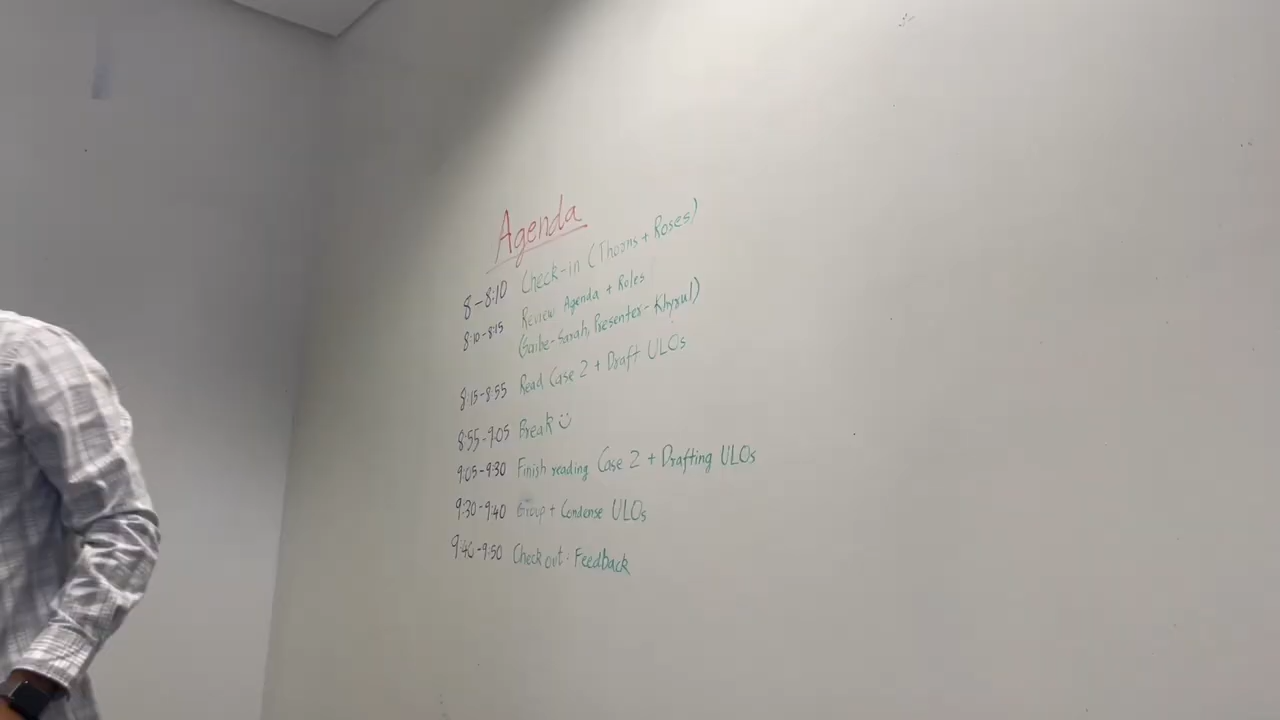 Agenda
8-8:10 Check-in (Thorns + Roses)
8:10-8:15 Review Agenda + Roles
(Scribe-Sarah, Presenter-Khyrul)
8:15-8:55 Read Case 2 + Draft ULOs
8:55-9:05 Break
9:05-9:30 Finish reading Case 2 + Drafting ULOs
9:30-9:40 Group + Condense ULOs
9:40-9:50 Check out: Feedback